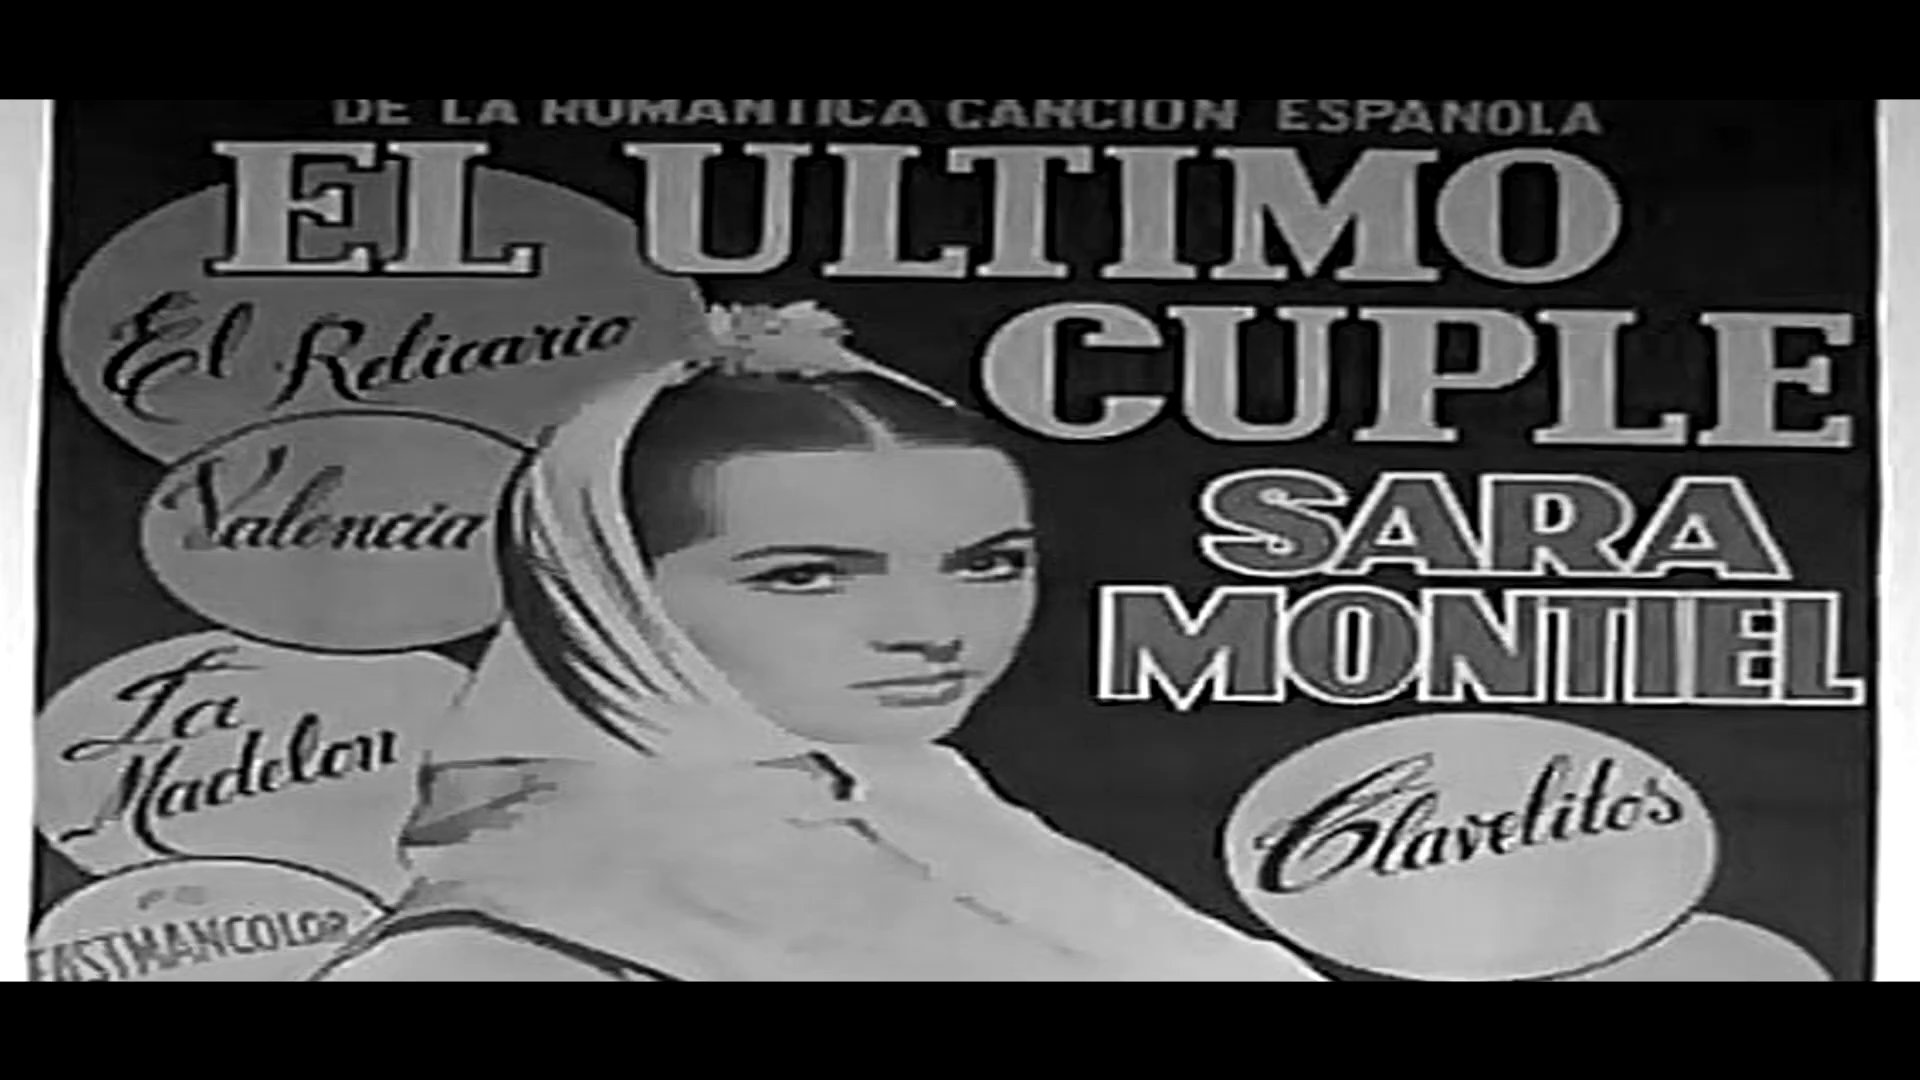 DE LA ROMANTICA CANCION ESPAÑOLA
EL ULTIMO
CUPLE
SARA
MONTIEL
El Relicario
Valencia
La
Madelon
EASTMANCOLOR
Clavelitos